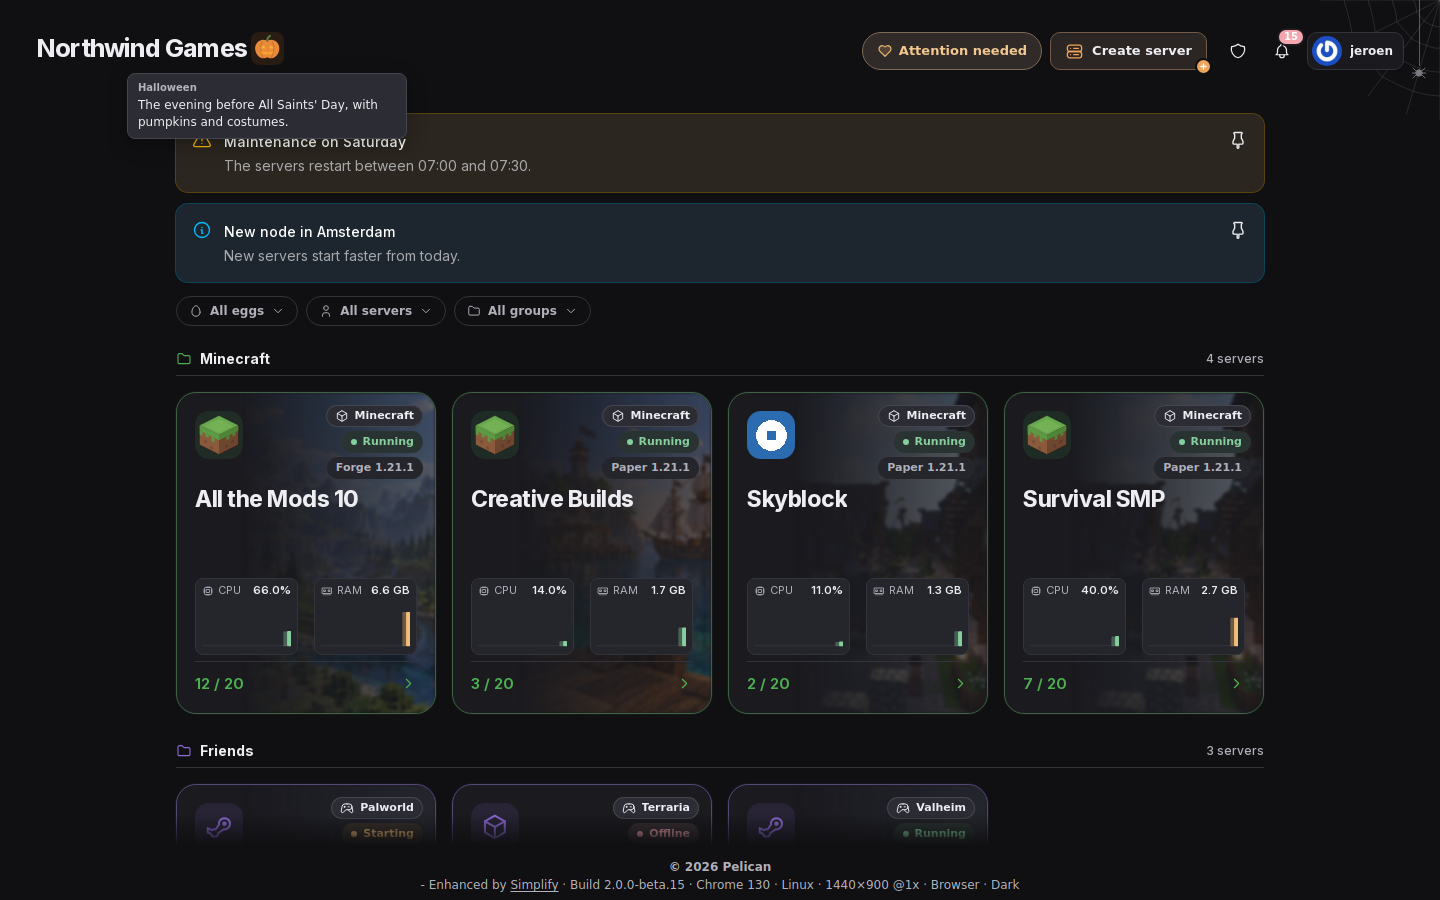 Northwind Games
Attention needed
Create server
15
jeroen
Halloween
The evening before All Saints' Day, with
pumpkins and costumes.
Maintenance on Saturday
The servers restart between 07:00 and 07:30.
New node in Amsterdam
New servers start faster from today.
All eggs
All servers
All groups
Minecraft
4 servers
Minecraft
Running
Forge 1.21.1
All the Mods 10
CPU 66.0%
RAM 6.6 GB
12 / 20
Minecraft
Running
Paper 1.21.1
Creative Builds
CPU 14.0%
RAM 1.7 GB
3 / 20
Minecraft
Running
Paper 1.21.1
Skyblock
CPU 11.0%
RAM 1.3 GB
2 / 20
Minecraft
Running
Paper 1.21.1
Survival SMP
CPU 40.0%
RAM 2.7 GB
7 / 20
Friends
3 servers
Palworld
Starting
Terraria
Offline
Valheim
Running
© 2026 Pelican
- Enhanced by Simplify · Build 2.0.0-beta.15 · Chrome 130 · Linux · 1440×900 @1x · Browser · Dark